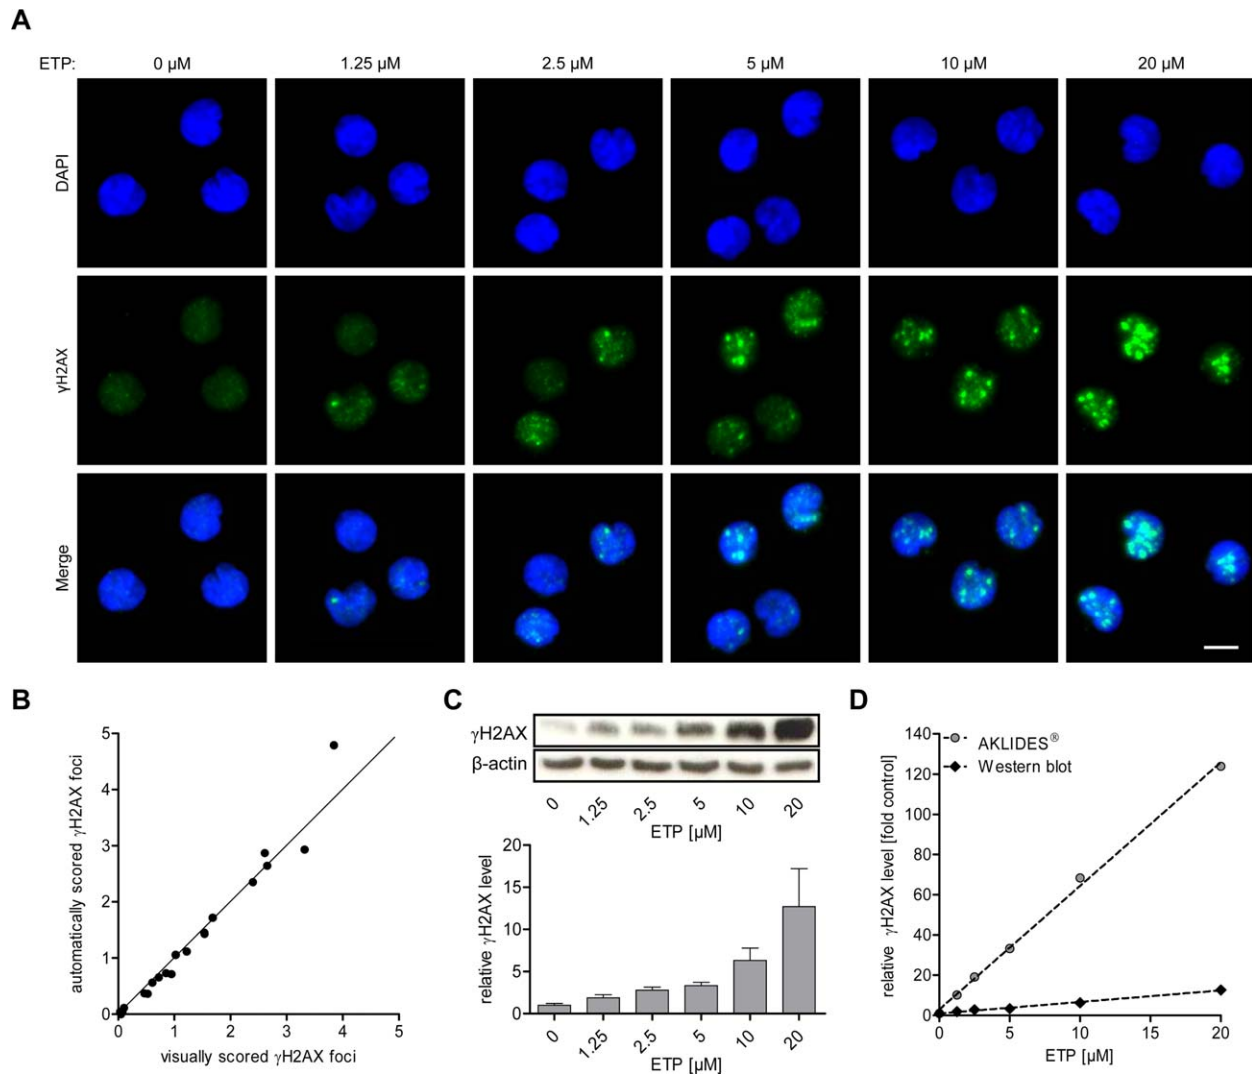 A
ETP: 0 µM 1.25 µM 2.5 µM 5 µM 10 µM 20 µM
DAPI
γH2AX
Merge
B
automatically scored γH2AX foci
5
4
3
2
1
0
0 1 2 3 4 5
visually scored γH2AX foci
C
γH2AX
β-actin
0 1.25 2.5 5 10 20
ETP [µM]
relative γH2AX level
20
15
10
5
0
0 1.25 2.5 5 10 20
ETP [µM]
D
relative γH2AX level [fold control]
140
120
100
80
60
40
20
0
AKLIDES®
Western blot
0 5 10 15 20
ETP [µM]